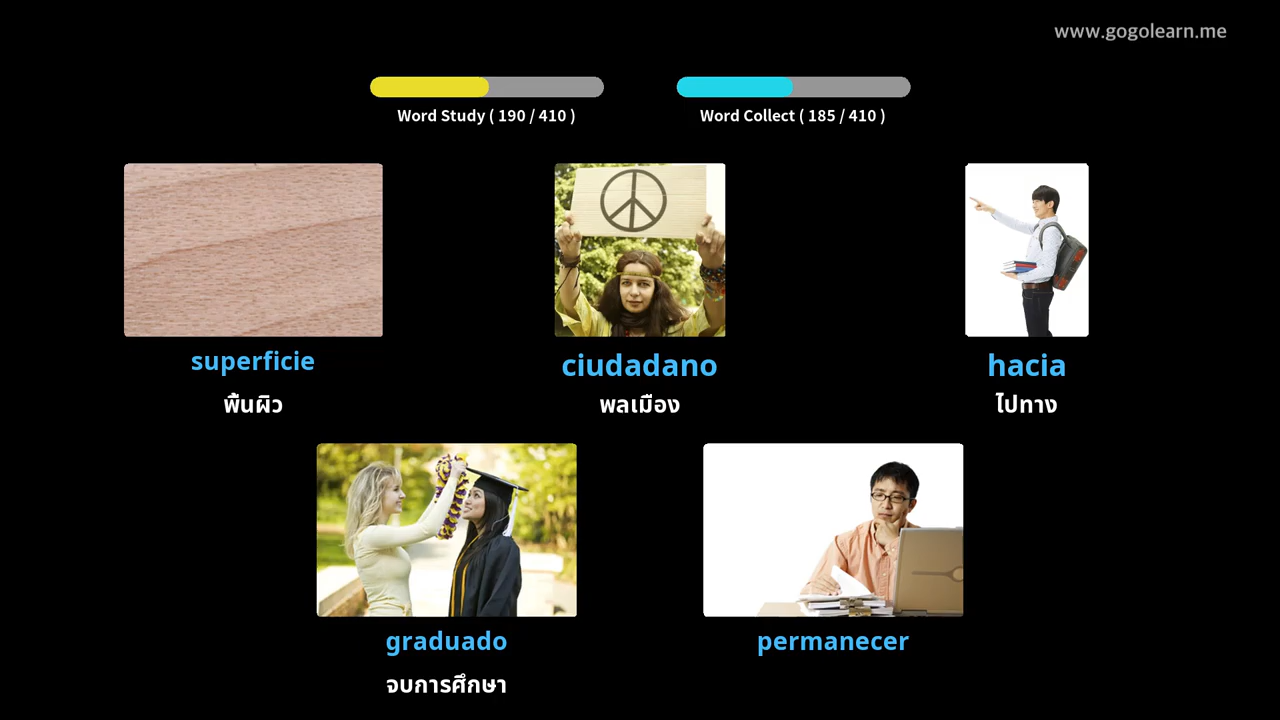 www.gogolearn.me
Word Study ( 190 / 410 )
Word Collect ( 185 / 410 )
superficie
พื้นผิว
ciudadano
พลเมือง
hacia
ไปทาง
graduado
จบการศึกษา
permanecer